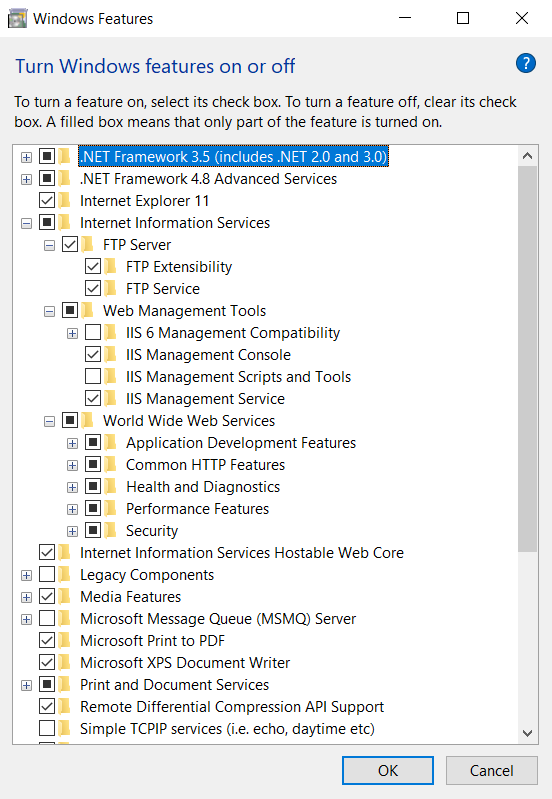 Windows Features
Turn Windows features on or off
?
To turn a feature on, select its check box. To turn a feature off, clear its check
box. A filled box means that only part of the feature is turned on.
.NET Framework 3.5 (includes .NET 2.0 and 3.0)
.NET Framework 4.8 Advanced Services
Internet Explorer 11
Internet Information Services
FTP Server
FTP Extensibility
FTP Service
Web Management Tools
IIS 6 Management Compatibility
IIS Management Console
IIS Management Scripts and Tools
IIS Management Service
World Wide Web Services
Application Development Features
Common HTTP Features
Health and Diagnostics
Performance Features
Security
Internet Information Services Hostable Web Core
Legacy Components
Media Features
Microsoft Message Queue (MSMQ) Server
Microsoft Print to PDF
Microsoft XPS Document Writer
Print and Document Services
Remote Differential Compression API Support
Simple TCPIP services (i.e. echo, daytime etc)
OK Cancel